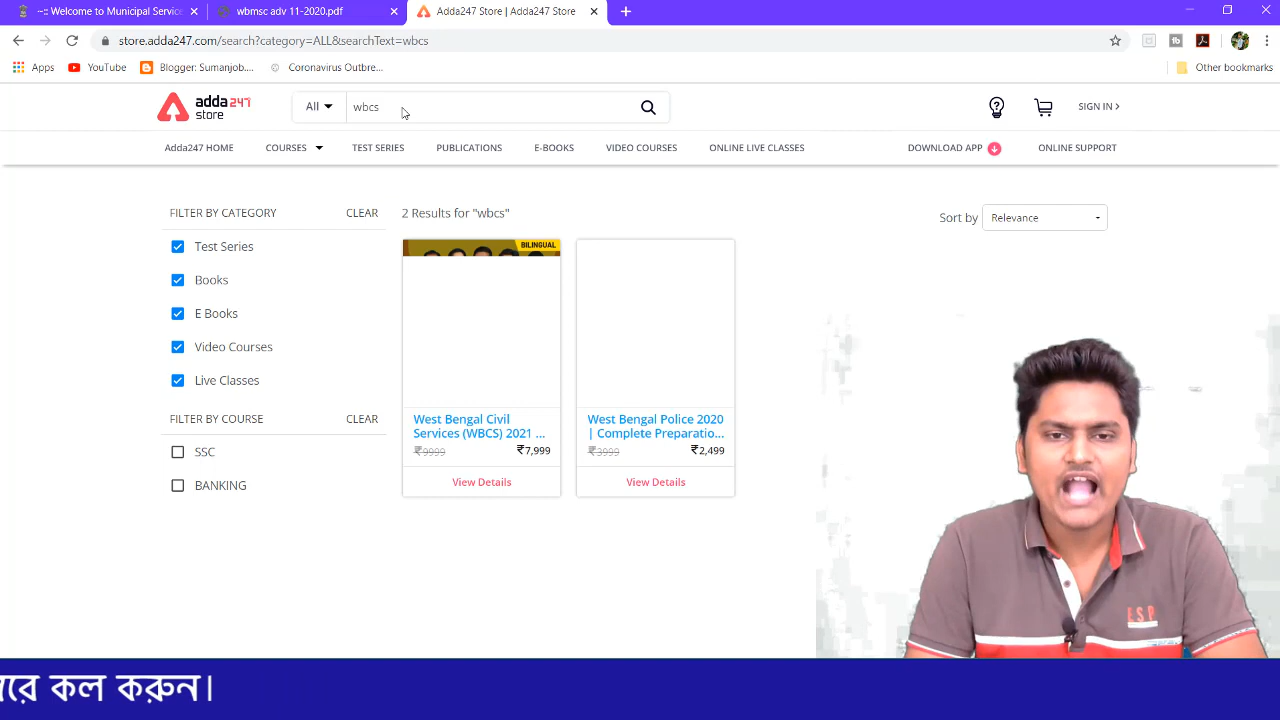 -:: Welcome to Municipal Service
wbmsc adv 11-2020.pdf
Adda247 Store | Adda247 Store
store.adda247.com/search?category=ALL&searchText=wbcs
Apps
YouTube
Blogger: Sumanjob....
Coronavirus Outbre...
Other bookmarks
adda247
store
All
wbcs
SIGN IN
Adda247 HOME
COURSES
TEST SERIES
PUBLICATIONS
E-BOOKS
VIDEO COURSES
ONLINE LIVE CLASSES
DOWNLOAD APP
ONLINE SUPPORT
FILTER BY CATEGORY
CLEAR
2 Results for "wbcs"
Sort by
Relevance
Test Series
Books
E Books
Video Courses
Live Classes
FILTER BY COURSE
CLEAR
SSC
BANKING
BILINGUAL
West Bengal Civil
Services (WBCS) 2021 ...
₹9999
₹7,999
View Details
West Bengal Police 2020
| Complete Preparatio...
₹3999
₹2,499
View Details
ESP
কল করুন।